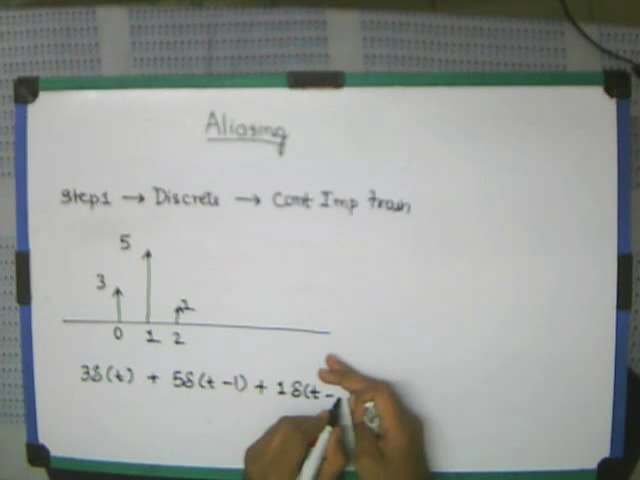 Aliasing
Step1 → Discrete → Cont Imp train
5
3
2
0 1 2
3δ(t) + 5δ(t-1) + 1δ(t-